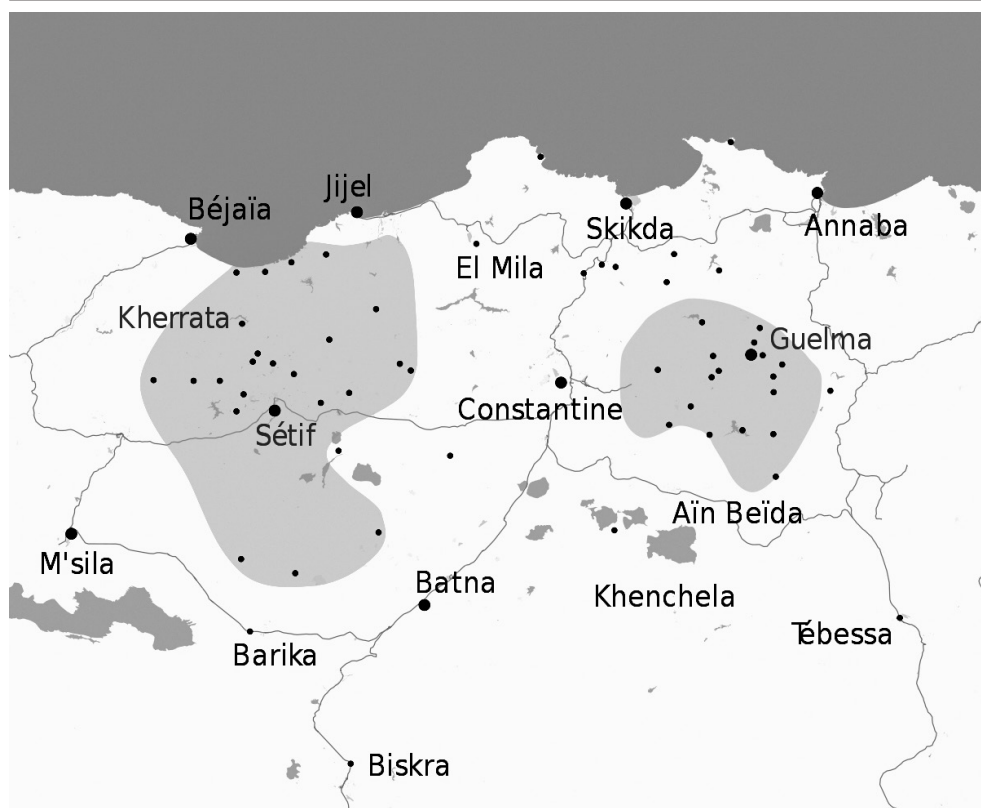 Jijel
Béjaïa
Skikda
Annaba
El Mila
Kherrata
Guelma
Constantine
Sétif
Aïn Beïda
M'sila
Batna
Khenchela
Tébessa
Barika
Biskra